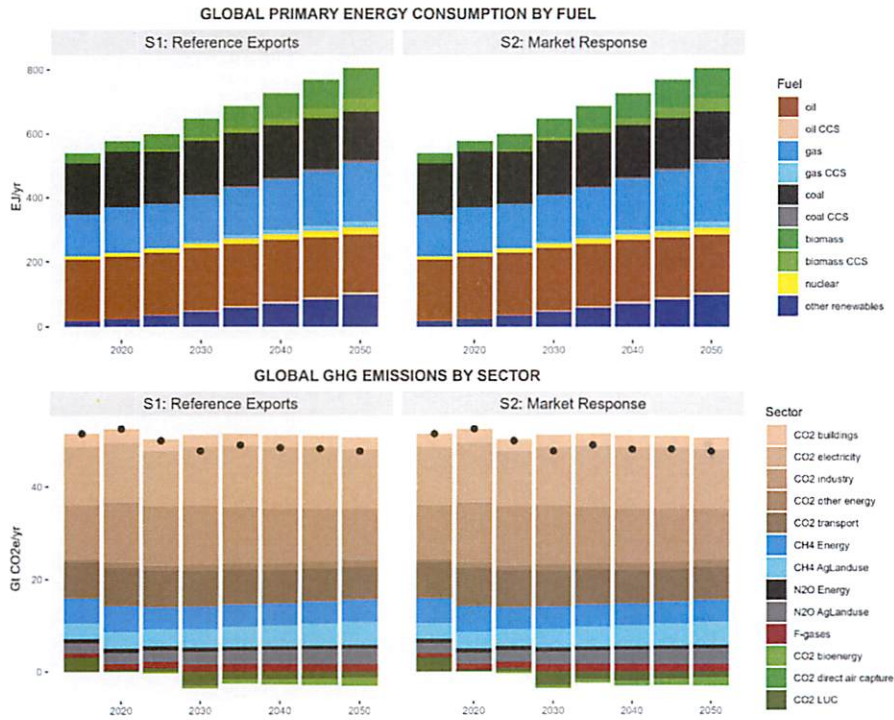 GLOBAL PRIMARY ENERGY CONSUMPTION BY FUEL
S1: Reference Exports
S2: Market Response
EJ/yr
800
600
400
200
0
2020
2030
2040
2050
2020
2030
2040
2050
Fuel
oil
oil CCS
gas
gas CCS
coal
coal CCS
biomass
biomass CCS
nuclear
other renewables
GLOBAL GHG EMISSIONS BY SECTOR
S1: Reference Exports
S2: Market Response
Gt CO2e/yr
40
20
0
2020
2030
2040
2050
2020
2030
2040
2050
Sector
CO2 buildings
CO2 electricity
CO2 industry
CO2 other energy
CO2 transport
CH4 Energy
CH4 AgLanduse
N2O Energy
N2O AgLanduse
F-gases
CO2 bioenergy
CO2 direct air capture
CO2 LUC